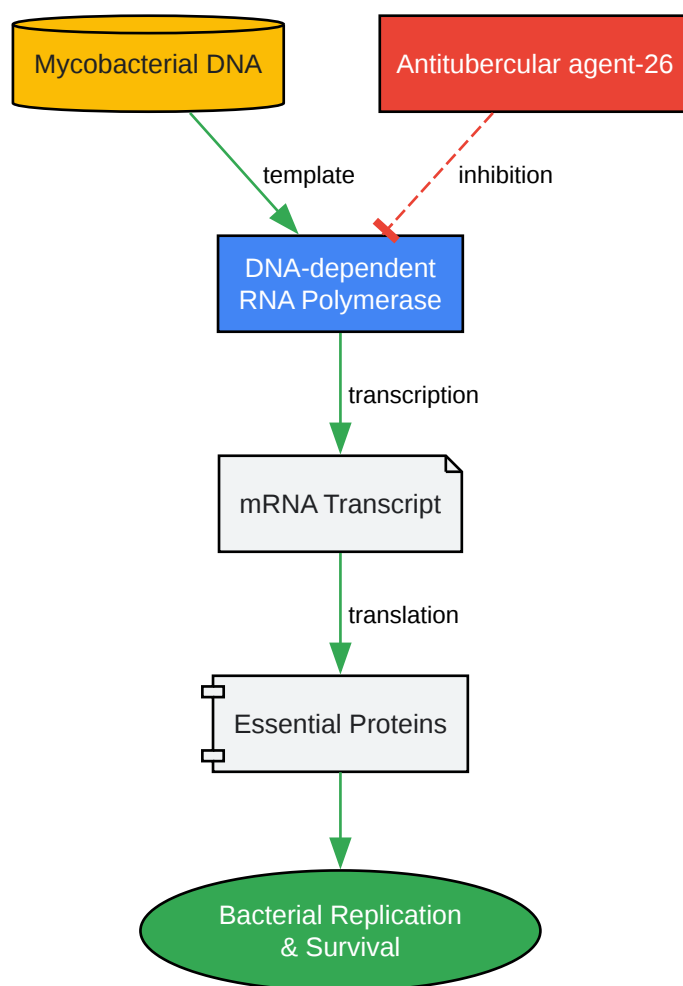 Mycobacterial DNA
Antitubercular agent-26
template
inhibition
DNA-dependent
RNA Polymerase
transcription
mRNA Transcript
translation
Essential Proteins
Bacterial Replication
& Survival